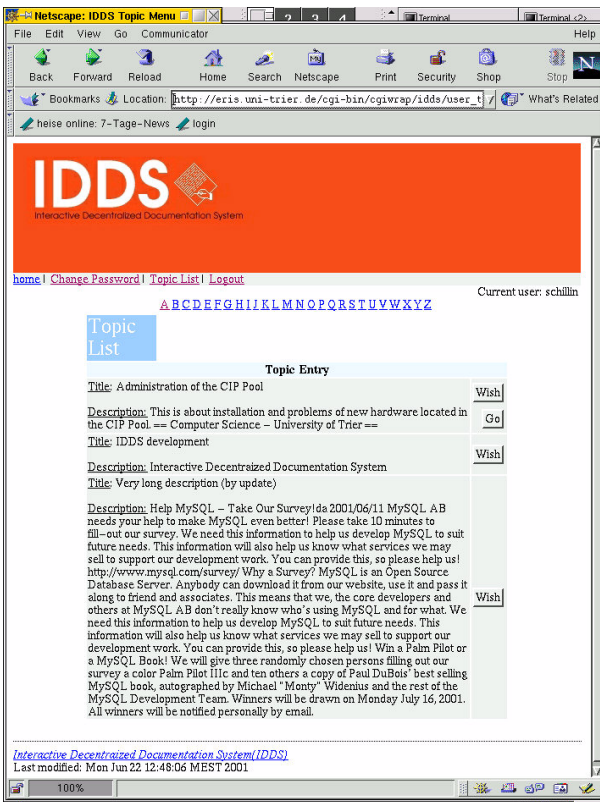 Netscape: IDDS Topic Menu
2 3 4
Terminal
Terminal <2>
File Edit View Go Communicator Help
Back Forward Reload Home Search Netscape Print Security Shop Stop
N
Bookmarks Location: http://eris.uni-trier.de/cgi-bin/cgiwrap/idds/user_t What's Related
heise online: 7-Tage-News login
IDDS
Interactive Decentralized Documentation System
home | Change Password | Topic List | Logout
Current user: schillin
A B C D E F G H I J K L M N O P Q R S T U V W X Y Z
Topic
List
Topic Entry
Title: Administration of the CIP Pool
Wish
Description: This is about installation and problems of new hardware located in
the CIP Pool. == Computer Science – University of Trier ==
Go
Title: IDDS development
Wish
Description: Interactive Decentraized Documentation System
Title: Very long description (by update)
Description: Help MySQL – Take Our Survey!da 2001/06/11 MySQL AB
needs your help to make MySQL even better! Please take 10 minutes to
fill–out our survey. We need this information to help us develop MySQL to suit
future needs. This information will also help us know what services we may
sell to support our development work. You can provide this, so please help us!
http://www.mysql.com/survey/ Why a Survey? MySQL is an Open Source
Database Server. Anybody can download it from our website, use it and pass it
along to friend and associates. This means that we, the core developers and
others at MySQL AB don't really know who's using MySQL and for what. We
need this information to help us develop MySQL to suit future needs. This
information will also help us know what services we may sell to support our
development work. You can provide this, so please help us! Win a Palm Pilot or
a MySQL Book! We will give three randomly chosen persons filling out our
survey a color Palm Pilot IIIc and ten others a copy of Paul DuBois' best selling
MySQL book, autographed by Michael "Monty" Widenius and the rest of the
MySQL Development Team. Winners will be drawn on Monday July 16, 2001.
All winners will be notified personally by email.
Wish
Interactive Decentraized Documentation System(IDDS)
Last modified: Mon Jun 22 12:48:06 MEST 2001
100%